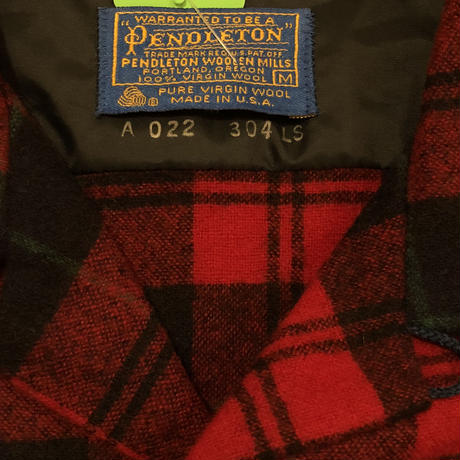 "WARRANTED TO BE A
"PENDLETON"
TRADE MARK REG. U.S. PAT. OFF.
PENDLETON WOOLEN MILLS
PORTLAND, OREGON
100% VIRGIN WOOL M
PURE VIRGIN WOOL
MADE IN U.S.A.
A 022 304 LS